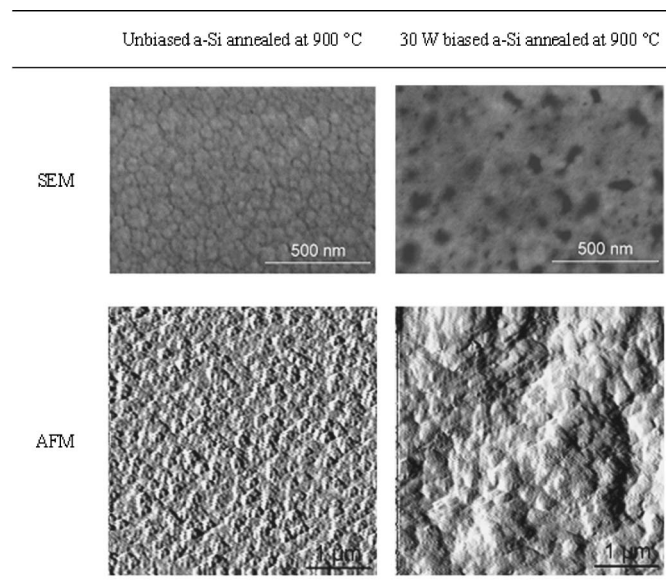 Unbiased a-Si annealed at 900 °C
30 W biased a-Si annealed at 900 °C
SEM
500 nm
500 nm
AFM
1 µm
1 µm